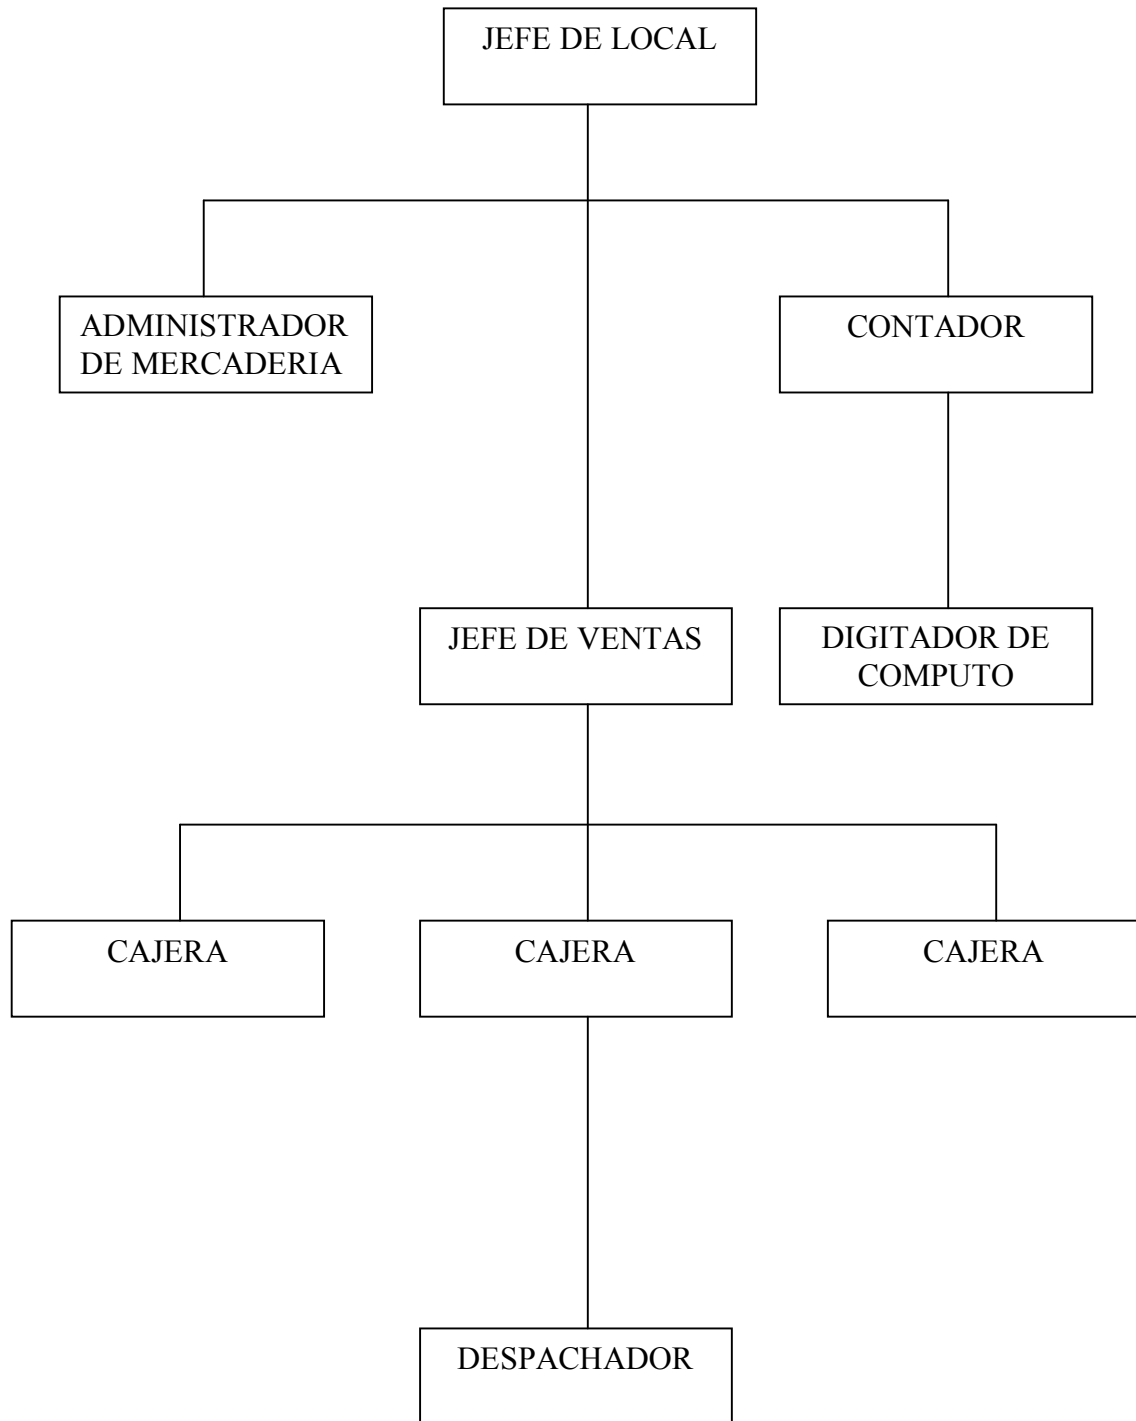 JEFE DE LOCAL
ADMINISTRADOR
DE MERCADERIA
CONTADOR
JEFE DE VENTAS
DIGITADOR DE
COMPUTO
CAJERA
CAJERA
CAJERA
DESPACHADOR